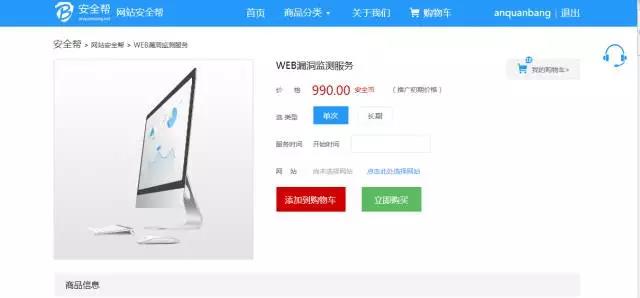 安全帮 网站安全帮 首页 商品分类 关于我们 购物车 anquanbang | 退出
anquanbang.net
安全帮 > 网站安全帮 > WEB漏洞监测服务
WEB漏洞监测服务
我的购物车>
价 格 990.00 安全币 (推广初期价格)
选类型 单次 长期
服务时间 开始时间
网 站 尚未选择网站 点击此处选择网站
添加到购物车 立即购买
商品信息